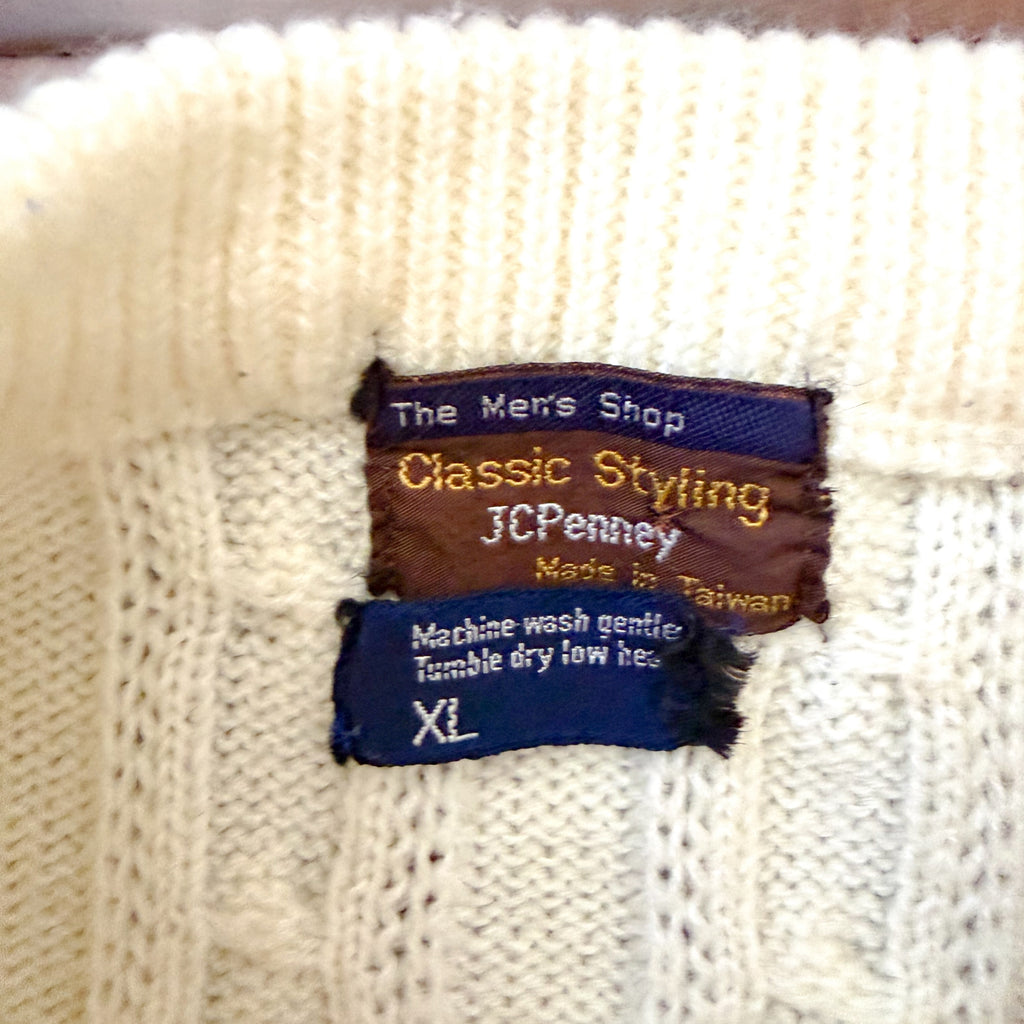 The Men's Shop
Classic Styling
JCPenney
Made in Taiwan
Machine wash gentle
Tumble dry low
XL